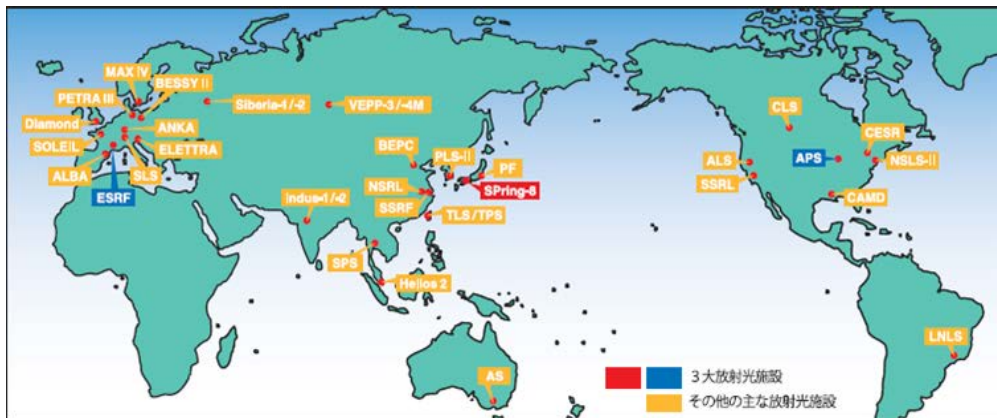 MAX IV
BESSY II
PETRA III
Siberia-1/-2
VEPP-3/-4M
Diamond
ANKA
SOLEIL
ELETTRA
ALBA
SLS
ESRF
BEPC
PLS-II
PF
NSRL
SPring-8
SSRF
Indus-1/-2
TLS/TPS
SPS
Helios 2
AS
CLS
CESR
ALS
APS
NSLS-II
SSRL
CAMD
LNLS
3大放射光施設
その他の主な放射光施設